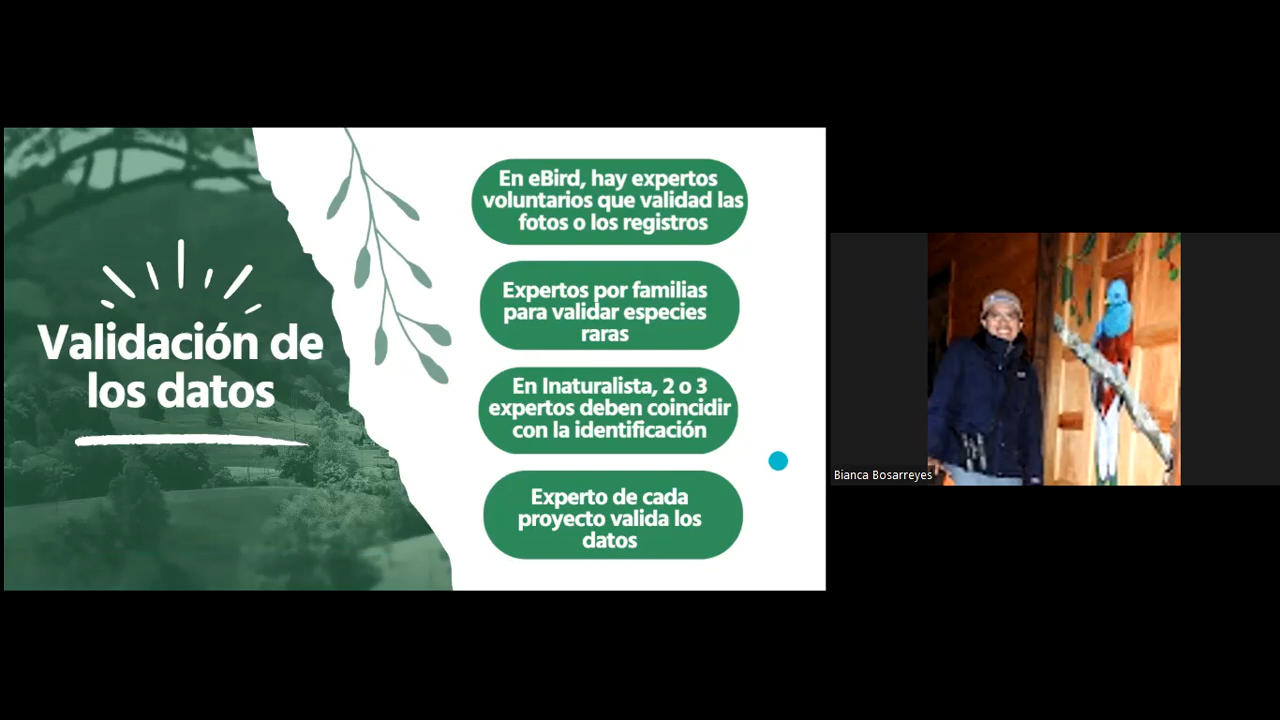 Validación de
los datos
En eBird, hay expertos
voluntarios que validad las
fotos o los registros
Expertos por familias
para validar especies
raras
En Inaturalista, 2 o 3
expertos deben coincidir
con la identificación
Experto de cada
proyecto valida los
datos
Bianca Bosarreyes